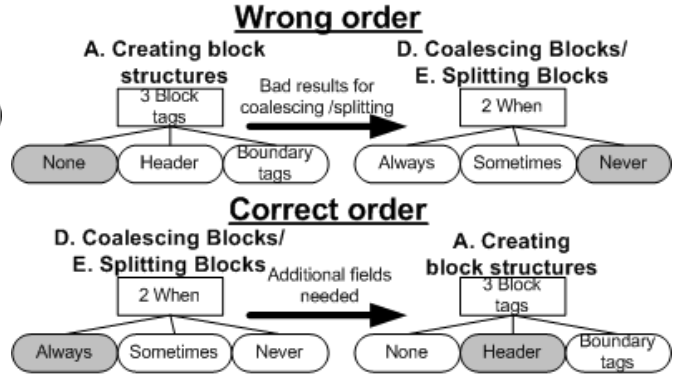 Wrong order
A. Creating block
structures
D. Coalescing Blocks/
E. Splitting Blocks
3 Block
tags
Bad results for
coalescing /splitting
2 When
None
Header
Boundary
tags
Always
Sometimes
Never
Correct order
D. Coalescing Blocks/
E. Splitting Blocks
A. Creating
block structures
2 When
Additional fields
needed
3 Block
tags
Always
Sometimes
Never
None
Header
Boundary
tags